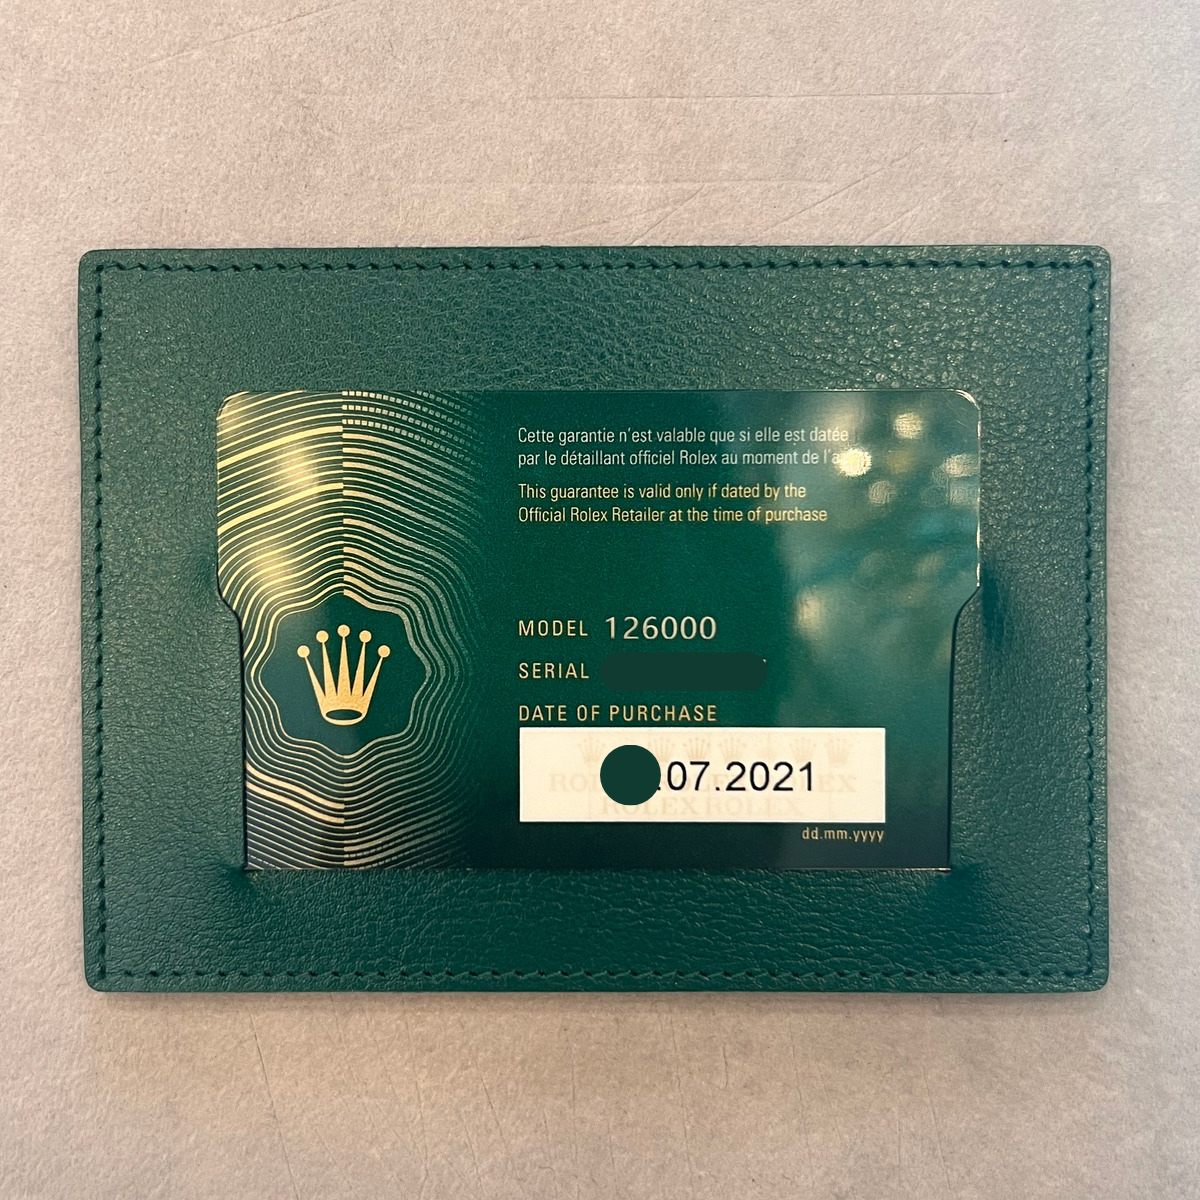 Cette garantie n'est valable que si elle est datée
par le détaillant officiel Rolex au moment de
This guarantee is valid only if dated by the
Official Rolex Retailer at the time of purchase
MODEL 126000
SERIAL
DATE OF PURCHASE
.07.2021
ROLEX ROLEX
dd.mm.yyyy